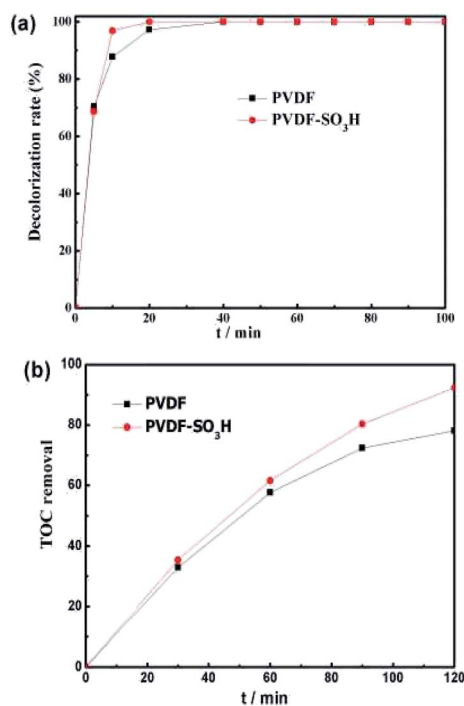 (a)
100
80
60
40
20
0
Decolorization rate (%)
PVDF
PVDF-SO3H
0 20 40 60 80 100
t / min
(b)
100
80
60
40
20
0
TOC removal
PVDF
PVDF-SO3H
0 20 40 60 80 100 120
t / min